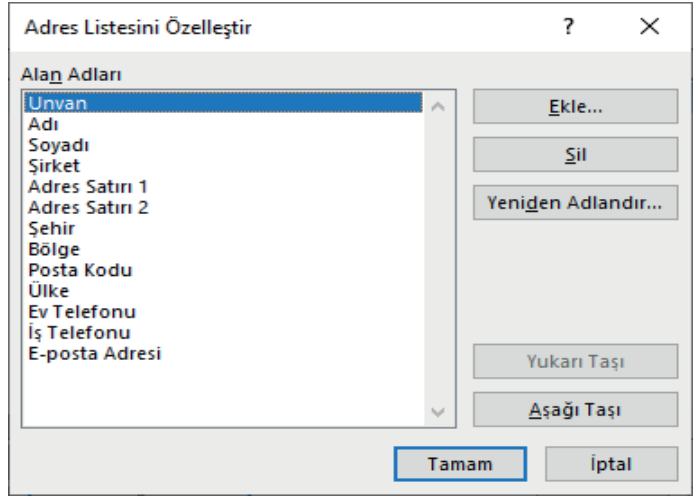 Adres Listesini Özelleştir ? ✕
Alan Adları
Unvan
Adı
Soyadı
Şirket
Adres Satırı 1
Adres Satırı 2
Şehir
Bölge
Posta Kodu
Ülke
Ev Telefonu
İş Telefonu
E-posta Adresi
Ekle...
Sil
Yeniden Adlandır...
Yukarı Taşı
Aşağı Taşı
Tamam
İptal